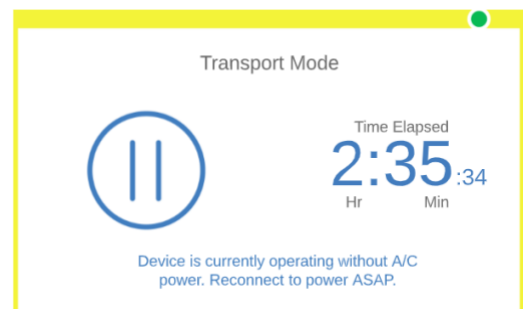 Transport Mode
Time Elapsed
2:35:34
Hr Min
Device is currently operating without A/C
power. Reconnect to power ASAP.